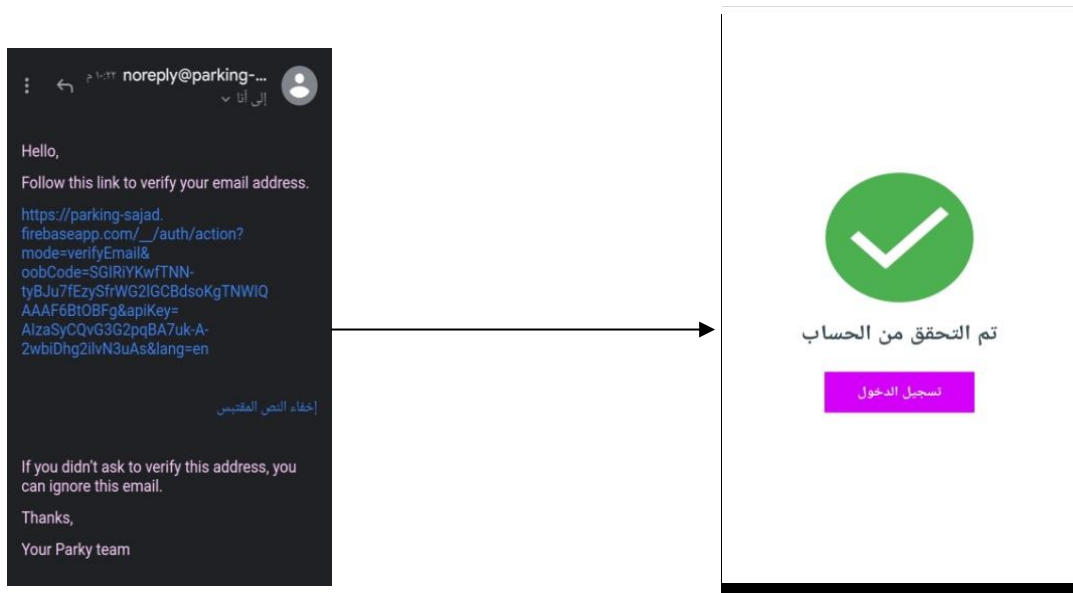 noreply@parking-... ١٠:٢٢ م
إلى أنا
Hello,
Follow this link to verify your email address.
https://parking-sajad.
firebaseapp.com/__/auth/action?
mode=verifyEmail&
oobCode=SGlRiYKwfTNN-
tyBJu7fEzySfrWG2lGCBdsoKgTNWIQ
AAAF6BtOBFg&apiKey=
AIzaSyCQvG3G2pqBA7uk-A-
2wbiDhg2ilvN3uAs&lang=en
إخفاء النص المقتبس
If you didn't ask to verify this address, you
can ignore this email.
Thanks,
Your Parky team
تم التحقق من الحساب
تسجيل الدخول